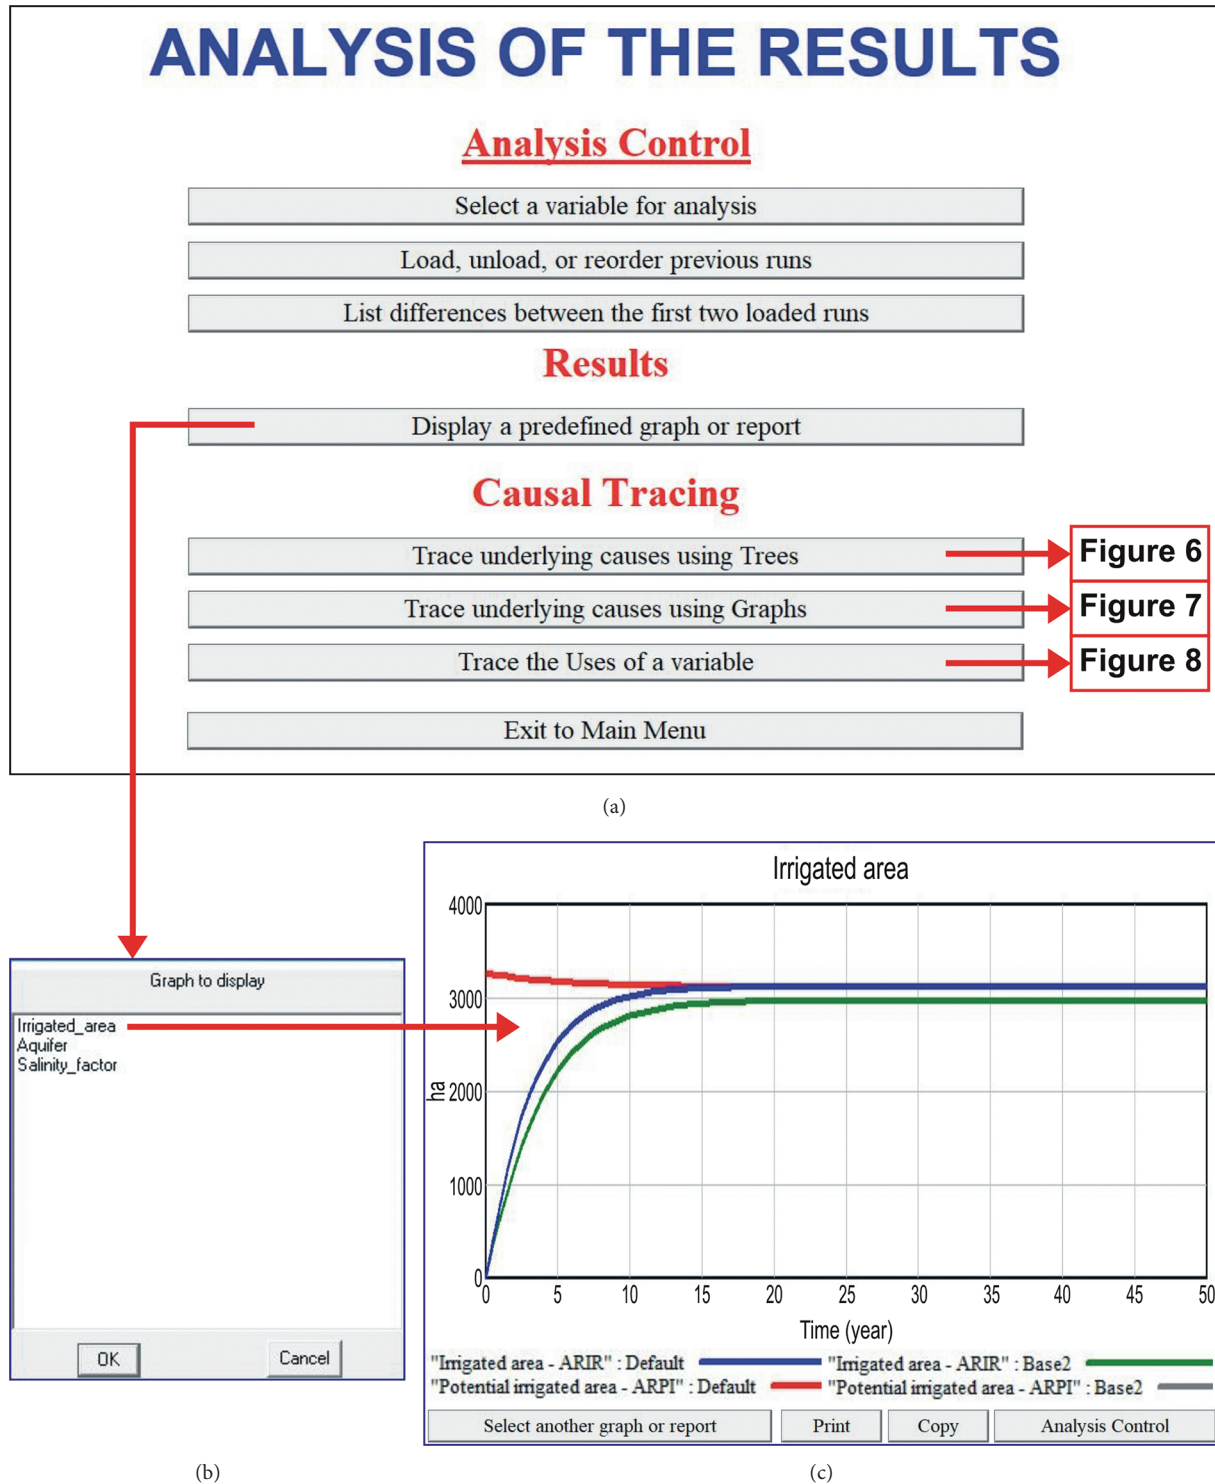 ANALYSIS OF THE RESULTS
Analysis Control
Select a variable for analysis
Load, unload, or reorder previous runs
List differences between the first two loaded runs
Results
Display a predefined graph or report
Causal Tracing
Trace underlying causes using Trees
Figure 6
Trace underlying causes using Graphs
Figure 7
Trace the Uses of a variable
Figure 8
Exit to Main Menu
(a)
Graph to display
Irrigated_area
Aquifer
Salinity_factor
OK
Cancel
(b)
Irrigated area
4000
3000
2000
1000
0
ha
0 5 10 15 20 25 30 35 40 45 50
Time (year)
"Irrigated area - ARIR" : Default
"Irrigated area - ARIR" : Base2
"Potential irrigated area - ARPI" : Default
"Potential irrigated area - ARPI" : Base2
Select another graph or report
Print
Copy
Analysis Control
(c)